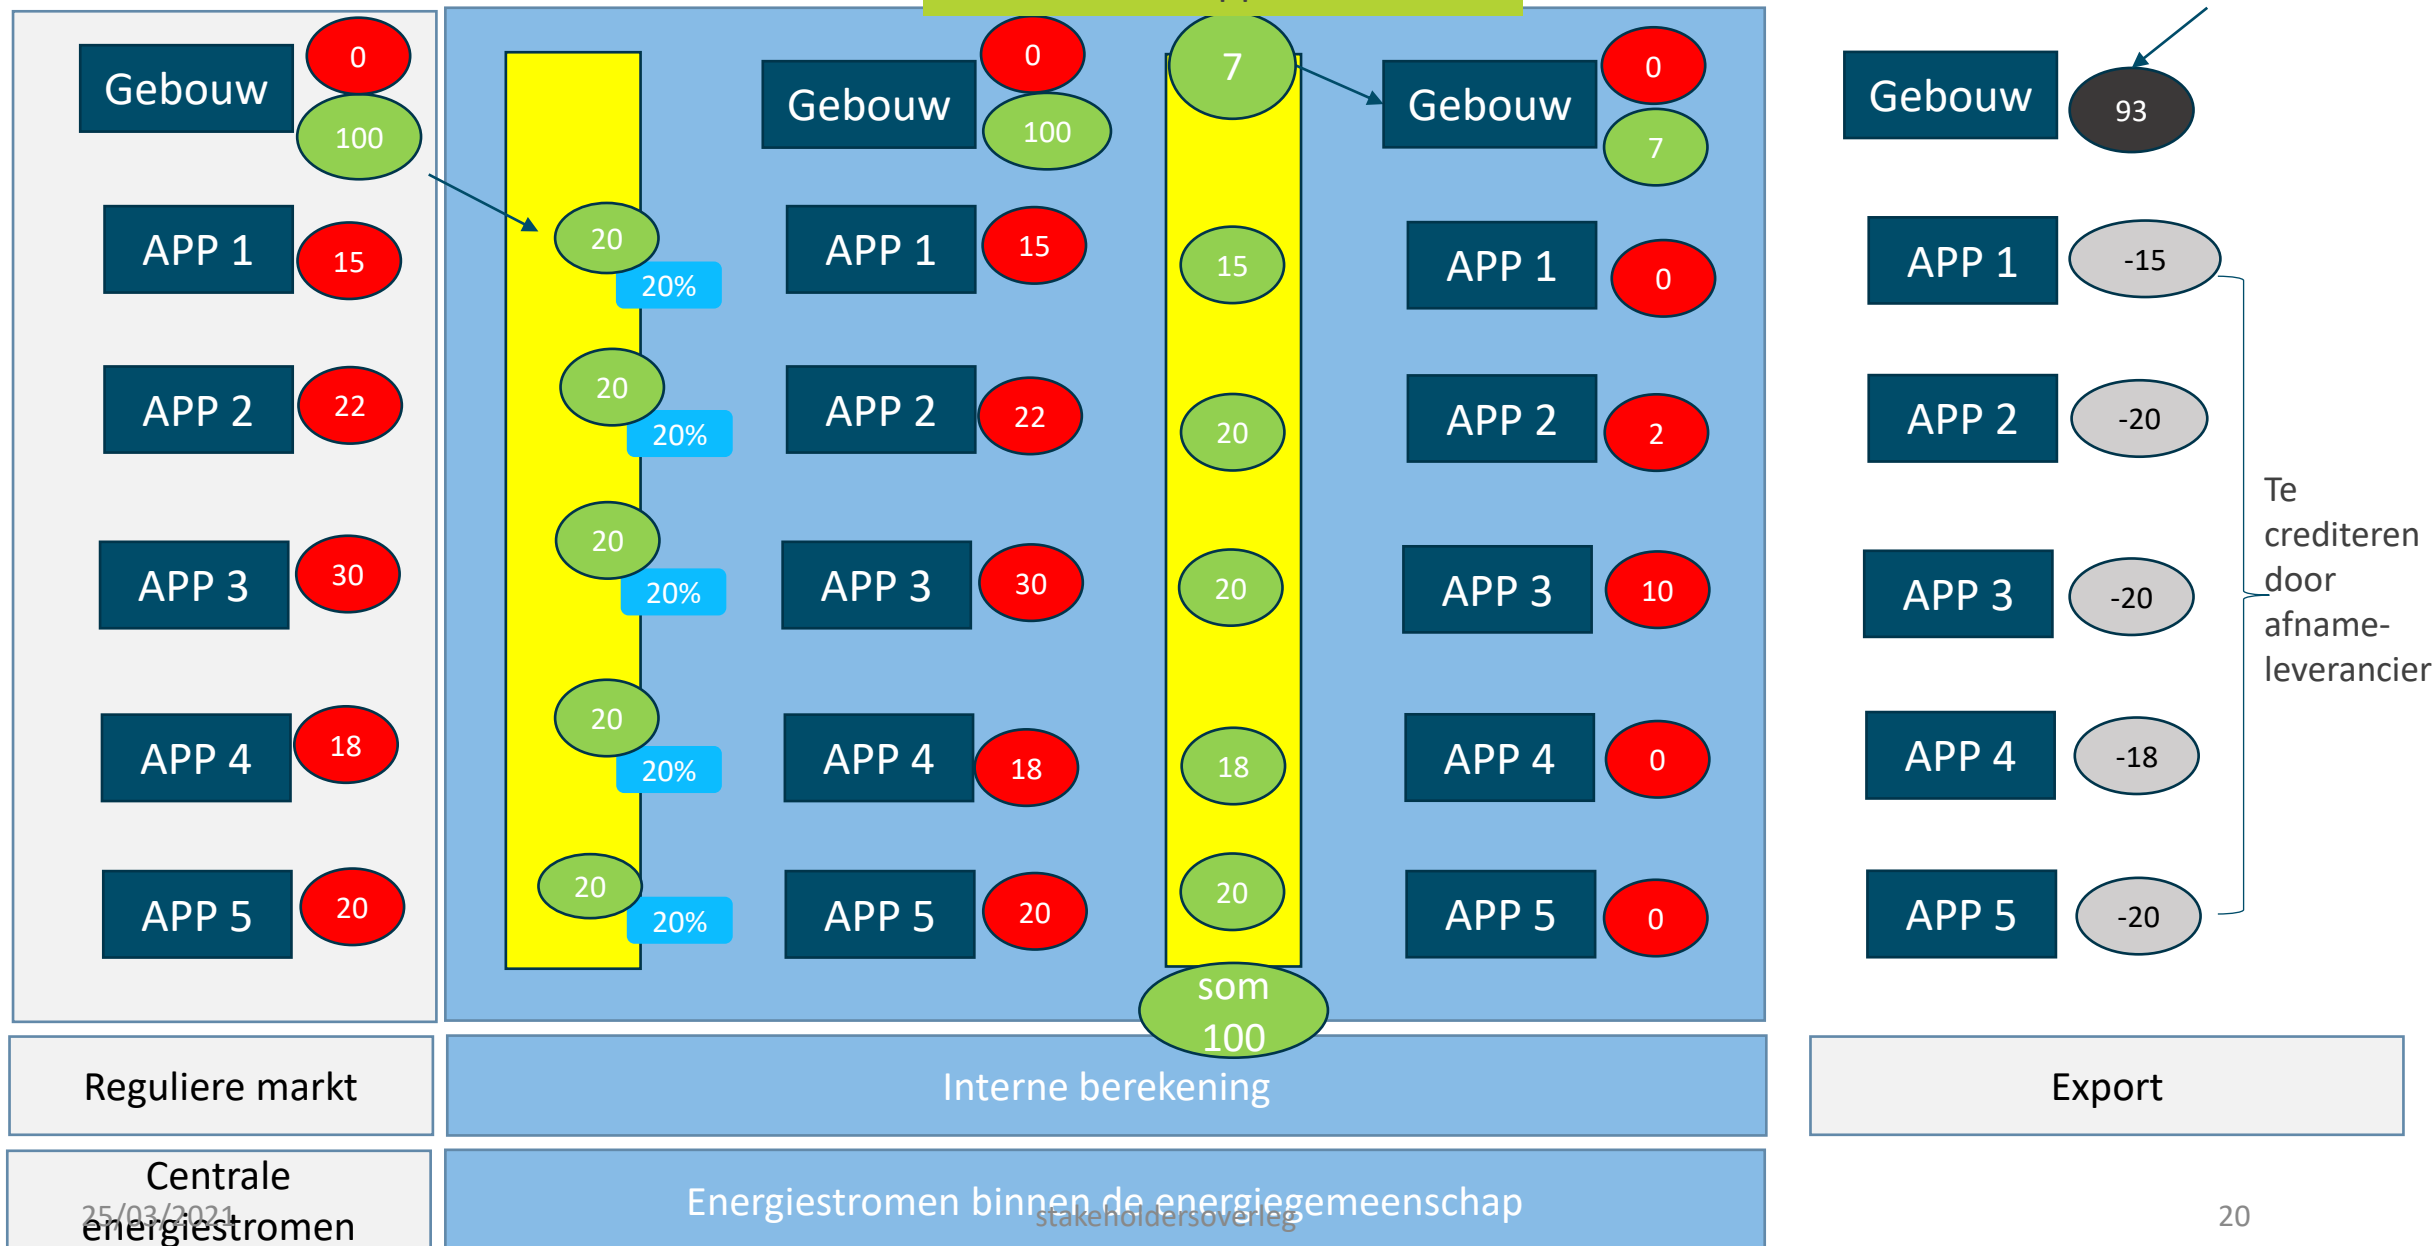 Gebouw
0
100
APP 1
15
APP 2
22
APP 3
30
APP 4
18
APP 5
20
20
20%
20
20%
20
20%
20
20%
20
20%
Gebouw
0
100
APP 1
15
APP 2
22
APP 3
30
APP 4
18
APP 5
20
7
15
20
20
18
20
som
100
Gebouw
0
7
APP 1
0
APP 2
2
APP 3
10
APP 4
0
APP 5
0
Gebouw
93
APP 1
-15
APP 2
-20
APP 3
-20
APP 4
-18
APP 5
-20
Te
crediteren
door
afname-
leverancier
Reguliere markt
Interne berekening
Export
Centrale
energiestromen
Energiestromen binnen de energiegemeenschap
25/03/2021
stakeholdersoverleg
20